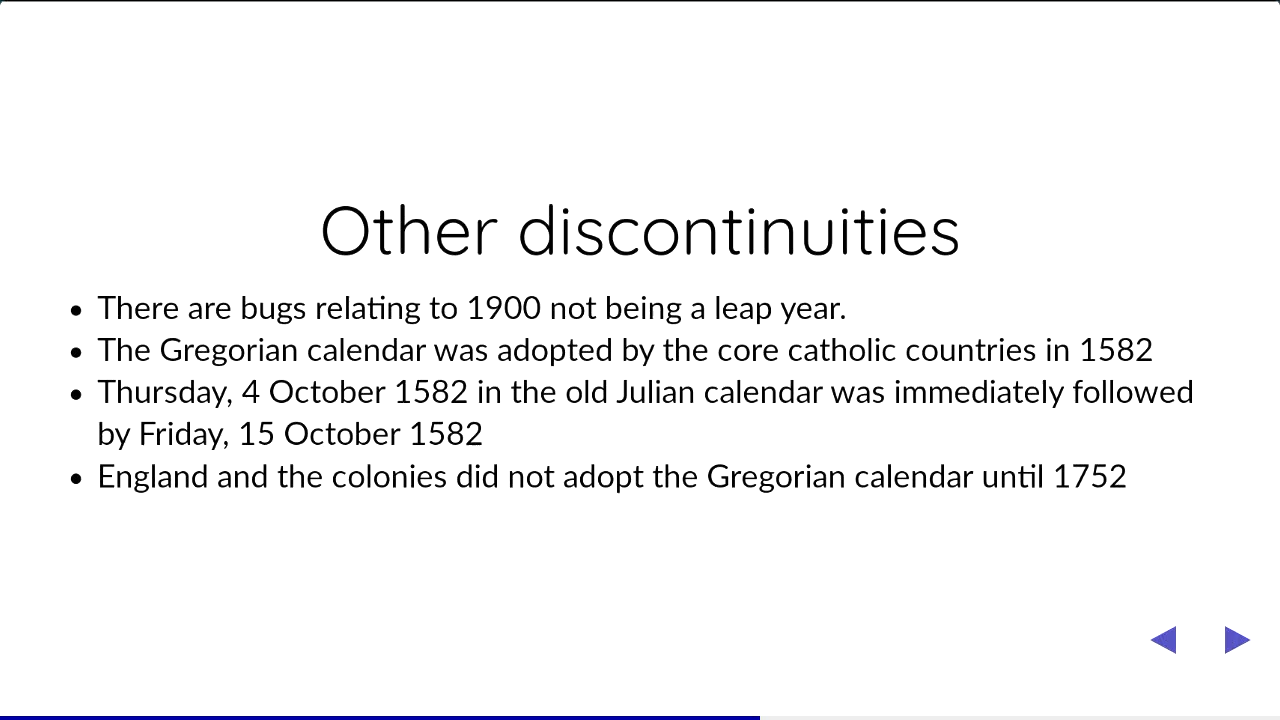 Other discontinuities
• There are bugs relating to 1900 not being a leap year.
• The Gregorian calendar was adopted by the core catholic countries in 1582
• Thursday, 4 October 1582 in the old Julian calendar was immediately followed
by Friday, 15 October 1582
• England and the colonies did not adopt the Gregorian calendar until 1752